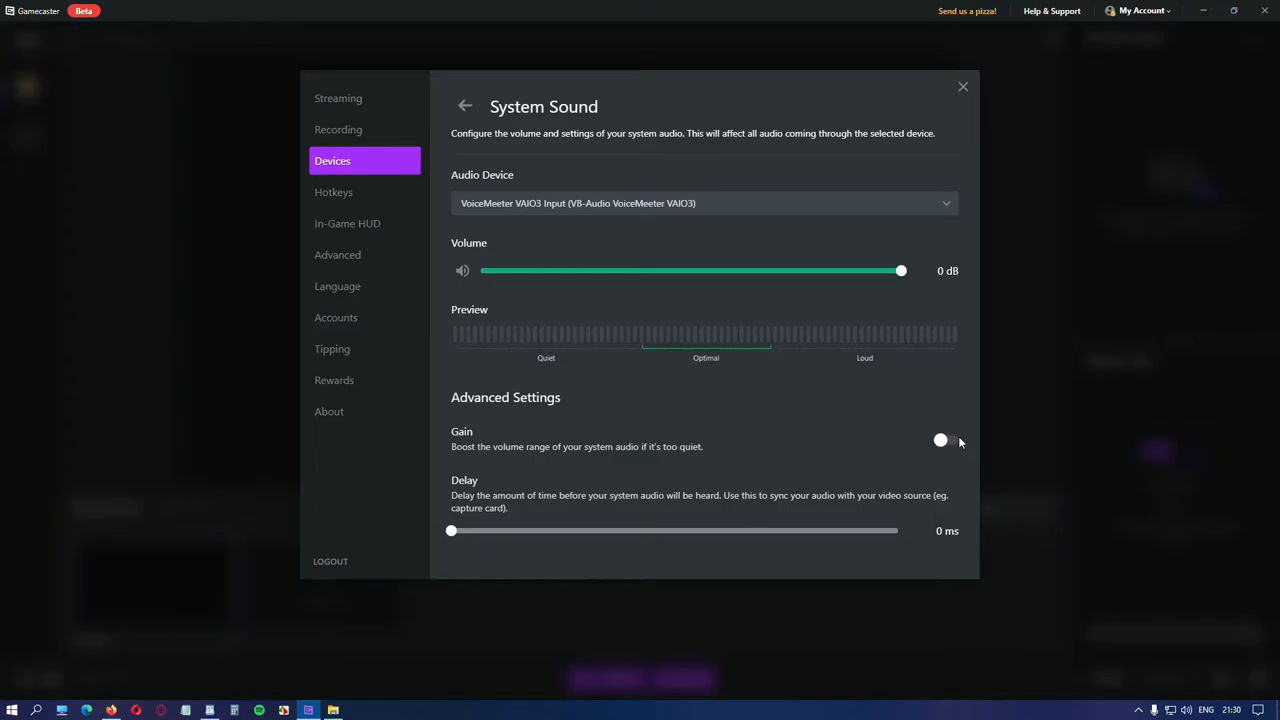 Gamecaster Beta
Send us a pizza!
Help & Support
My Account
Streaming
Recording
Devices
Hotkeys
In-Game HUD
Advanced
Language
Accounts
Tipping
Rewards
About
LOGOUT
System Sound
Configure the volume and settings of your system audio. This will affect all audio coming through the selected device.
Audio Device
VoiceMeeter VAIO3 Input (VB-Audio VoiceMeeter VAIO3)
Volume
0 dB
Preview
Quiet
Optimal
Loud
Advanced Settings
Gain
Boost the volume range of your system audio if it's too quiet.
Delay
Delay the amount of time before your system audio will be heard. Use this to sync your audio with your video source (eg.
capture card).
0 ms
ENG
21:30